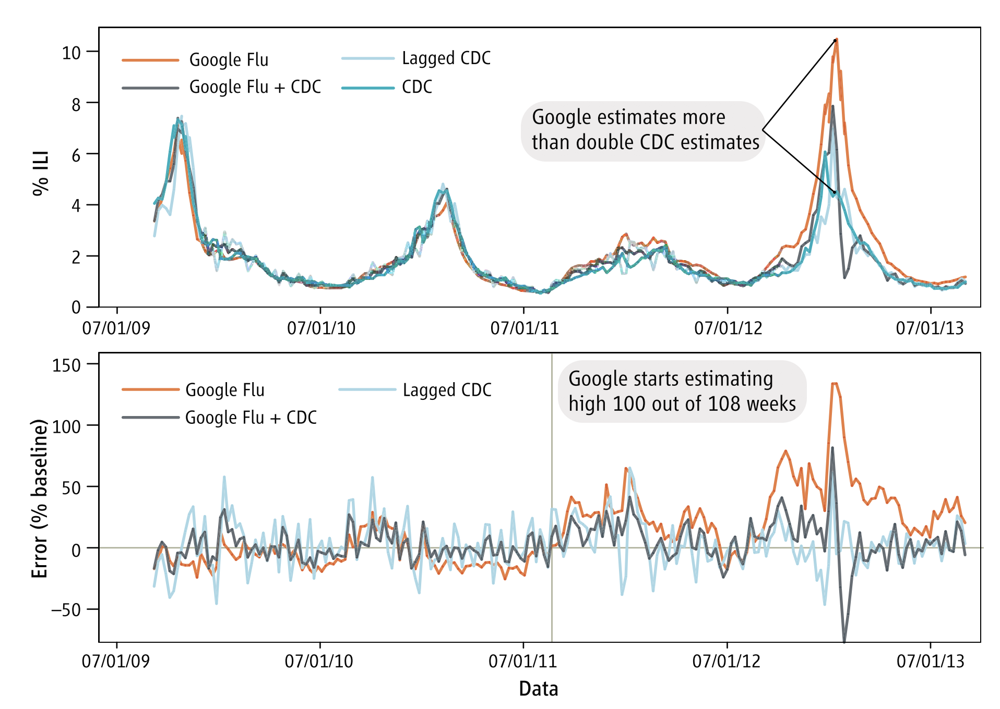 10
8
6
4
2
0
% ILI
Google Flu
Google Flu + CDC
Lagged CDC
CDC
Google estimates more
than double CDC estimates
07/01/09
07/01/10
07/01/11
07/01/12
07/01/13
150
100
50
0
–50
Error (% baseline)
Google Flu
Google Flu + CDC
Lagged CDC
Google starts estimating
high 100 out of 108 weeks
07/01/09
07/01/10
07/01/11
07/01/12
07/01/13
Data